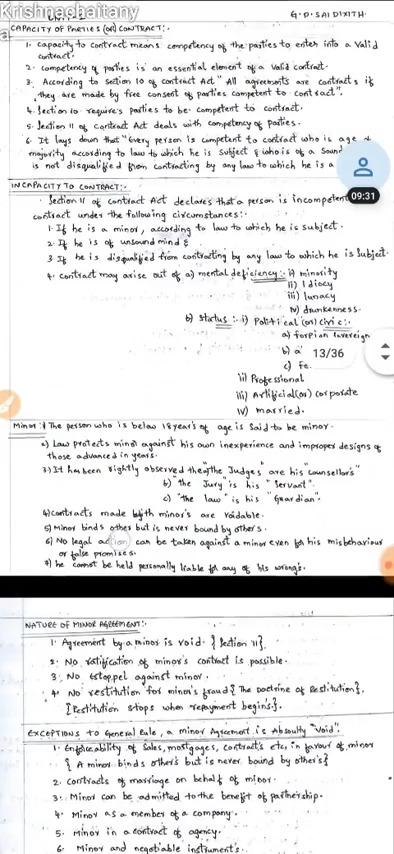 Krishnachaitany
a
G. D. SAI DIXITH.
CAPACITY OF PARTIES (OR) CONTRACT:-
1. capacity to contract means competency of the parties to enter into a valid
contract.
2. competency of parties is an essential element of a valid contract.
3. According to section 10 of contract Act " All agreements are contracts if
they are made by free consent of parties competent to contract".
4. Section 10 requires parties to be competent to contract.
5. Section 11 of contract Act deals with competency of parties.
6. It lays down that "Every person is competent to contract who is age of
majority according to law to which he is subject & who is of a sound
is not disqualified from contracting by any law to which he is a
09:31
INCAPACITY TO CONTRACT:-
Section 11 of contract Act declares that a person is incompetent
contract under the following circumstances:-
1. If he is a minor, according to law to which he is subject.
2. If he is of unsound mind &
3. If he is disqualified from contracting by any law to which he is subject.
4. contract may arise out of a) mental deficiency:- i) minority
ii) Idiocy
iii) lunacy
iv) drunkenness.
b) status:- i) Political (or) civic:-
a) foreign sovereign
b) a
13/36
c) Fe.
ii) Professional
iii) Artificial (or) corporate
iv) married.
Minor:- The person who is below 18 years of age is said to be minor.
2) Law protects minor against his own inexperience and improper designs of
those advanced in years.
3) It has been rightly observed the "The Judges" are his "counsellor's"
b) "the Jury" is his "Servant".
c) "the law" is his "Guardian".
4) contracts made with minor's are voidable.
5) Minor binds others but is never bound by other's.
6) No legal action can be taken against a minor even for his misbehaviour
or false promises.
7) he cannot be held personally liable for any of his wrong's.
NATURE OF MINOR AGREEMENT:-
1. Agreement by a minor is void. {Section 11}.
2. No ratification of minor's contract is possible.
3. No Estoppel against minor.
4. No restitution for minor's fraud {The doctrine of Restitution}.
{Restitution stops when repayment begin's}.
EXCEPTIONS to General Rule, a minor Agreement is Absoulty "Void".
1. Enforceability of Sales, mortgages, contract's etc, in favour of minor
{A minor binds other's but is never bound by other's}
2. contracts of marriage on behalf of minor.
3. Minor can be admitted to the benefit of partnership.
4. Minor as a member of a company.
5. Minor in a contract of agency.
6. Minor and negotiable instrument's.